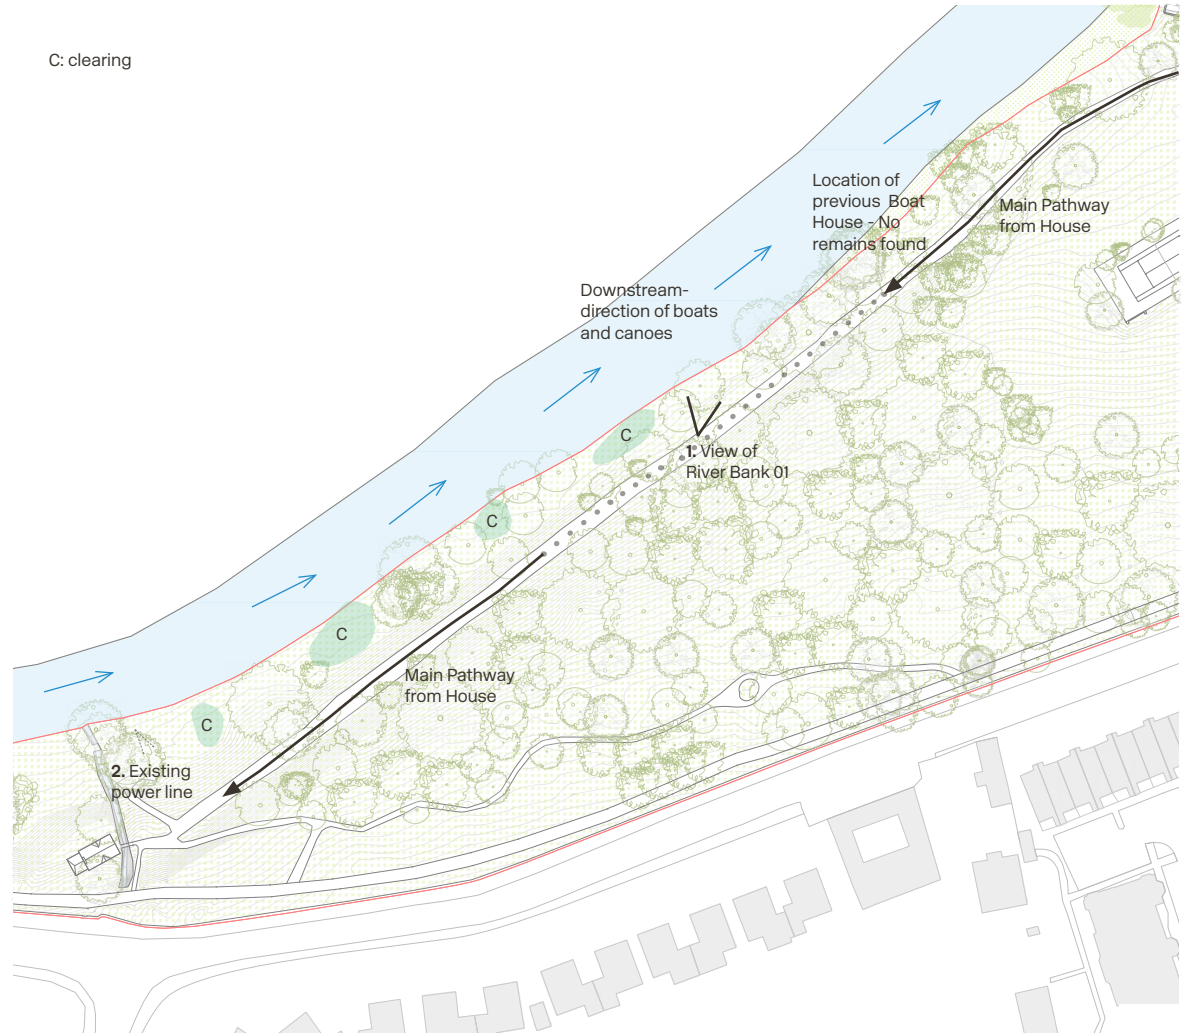 C: clearing
Location of
previous Boat
House - No
remains found
Main Pathway
from House
Downstream-
direction of boats
and canoes
C
1. View of
River Bank 01
C
C
Main Pathway
from House
C
2. Existing
power line